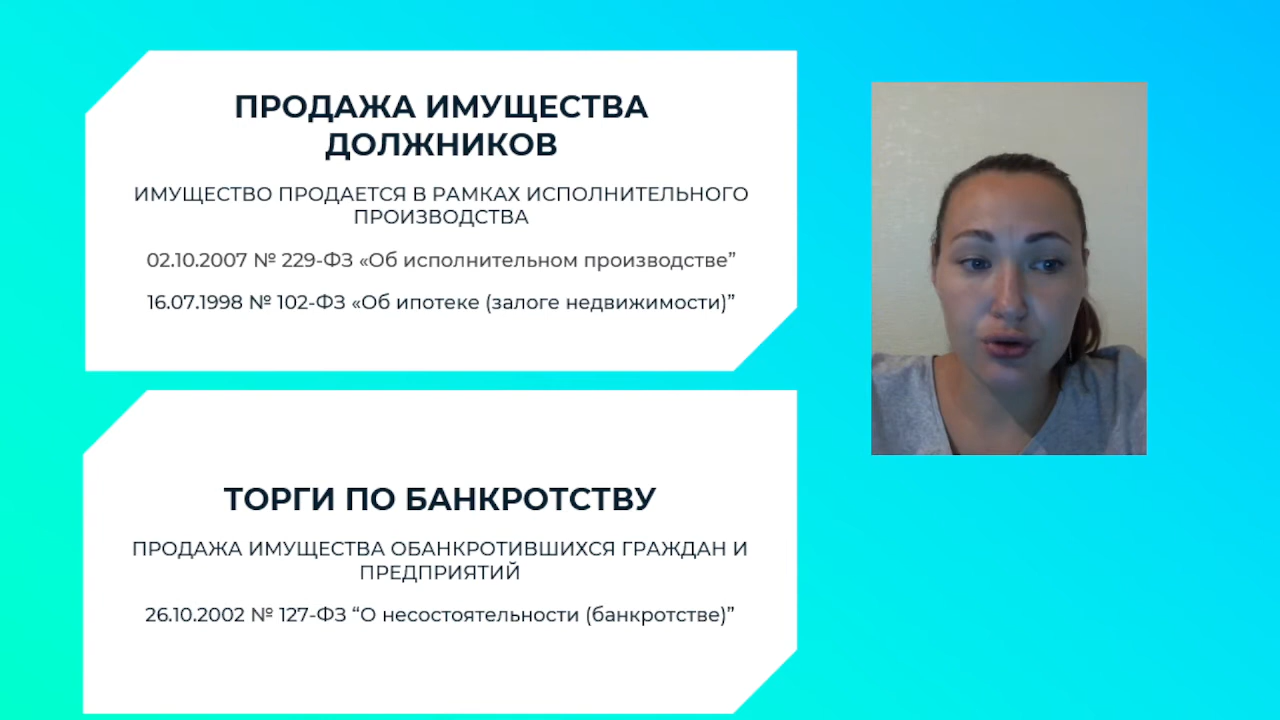 ПРОДАЖА ИМУЩЕСТВА
ДОЛЖНИКОВ
ИМУЩЕСТВО ПРОДАЕТСЯ В РАМКАХ ИСПОЛНИТЕЛЬНОГО
ПРОИЗВОДСТВА
02.10.2007 № 229-ФЗ «Об исполнительном производстве”
16.07.1998 № 102-ФЗ «Об ипотеке (залоге недвижимости)”
ТОРГИ ПО БАНКРОТСТВУ
ПРОДАЖА ИМУЩЕСТВА ОБАНКРОТИВШИХСЯ ГРАЖДАН И
ПРЕДПРИЯТИЙ
26.10.2002 № 127-ФЗ “О несостоятельности (банкротстве)”